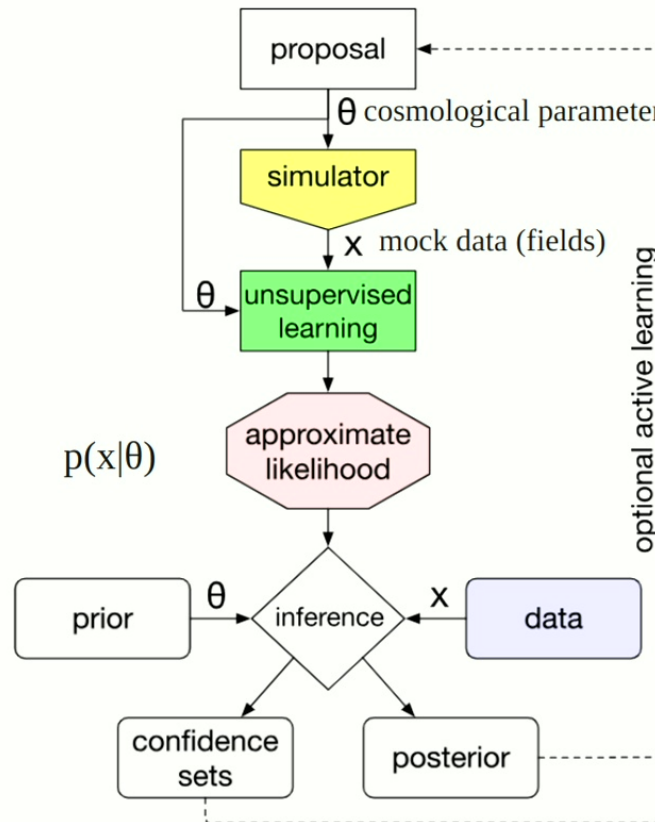 proposal
θ cosmological parameter
simulator
x mock data (fields)
θ
unsupervised
learning
optional active learning
approximate
likelihood
p(x|θ)
prior
θ
inference
x
data
confidence
sets
posterior